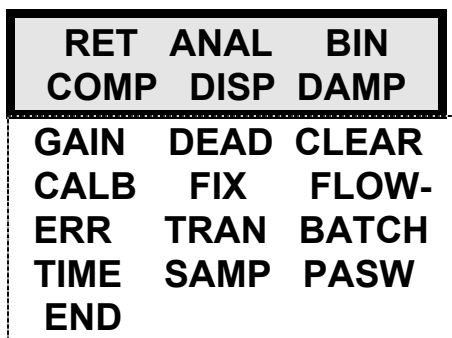 RET ANAL BIN
COMP DISP DAMP
GAIN DEAD CLEAR
CALB FIX FLOW-
ERR TRAN BATCH
TIME SAMP PASW
END